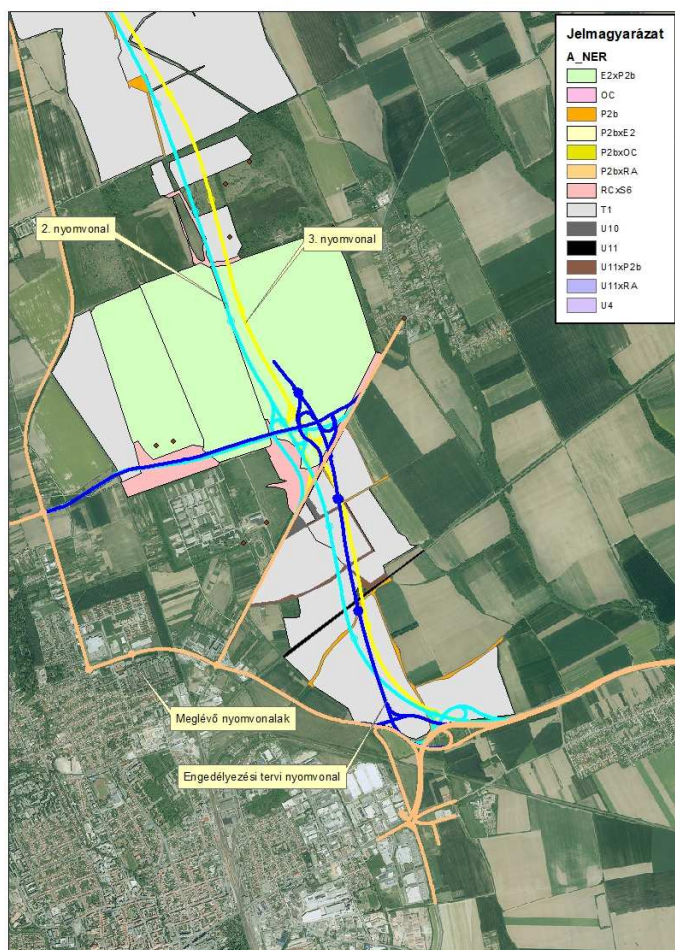 Jelmagyarázat
A_NER
E2xP2b
OC
P2b
P2bxE2
P2bxOC
P2bxRA
RCxS6
T1
U10
U11
U11xP2b
U11xRA
U4
2. nyomvonal
3. nyomvonal
Meglévő nyomvonalak
Engedélyezési tervi nyomvonal